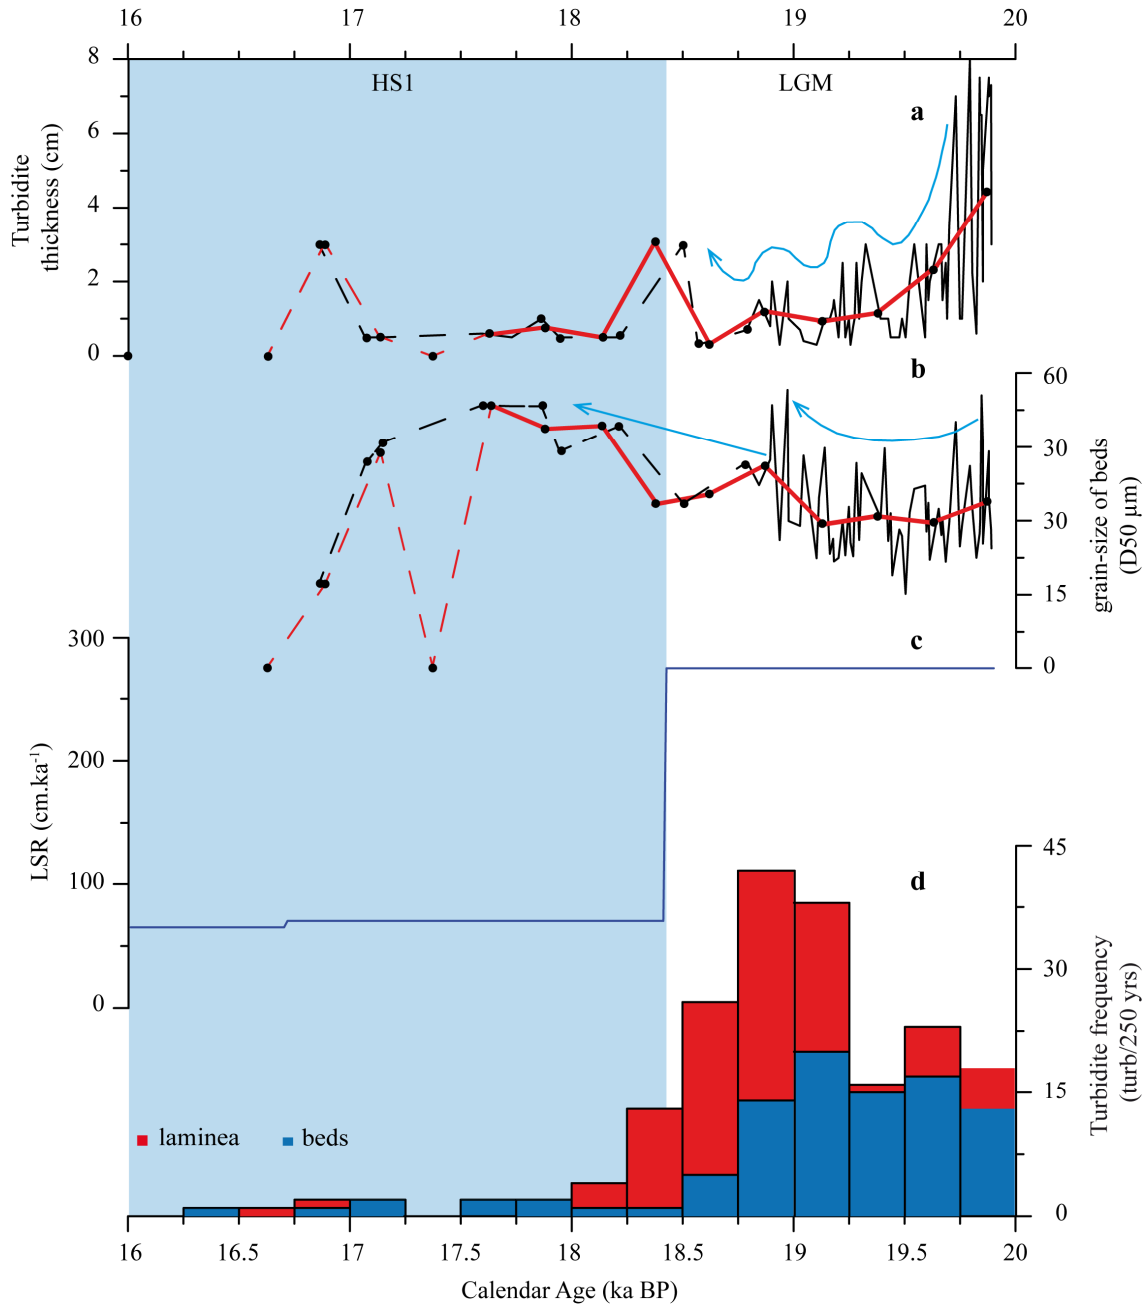 16 17 18 19 20
HS1 LGM
a
8
6
4
2
0
Turbidite
thickness (cm)
b
60
30
30
15
0
grain-size of beds
(D50 µm)
c
300
200
100
0
LSR (cm.ka-1)
d
45
30
15
0
Turbidite frequency
(turb/250 yrs)
laminea beds
16 16.5 17 17.5 18 18.5 19 19.5 20
Calendar Age (ka BP)